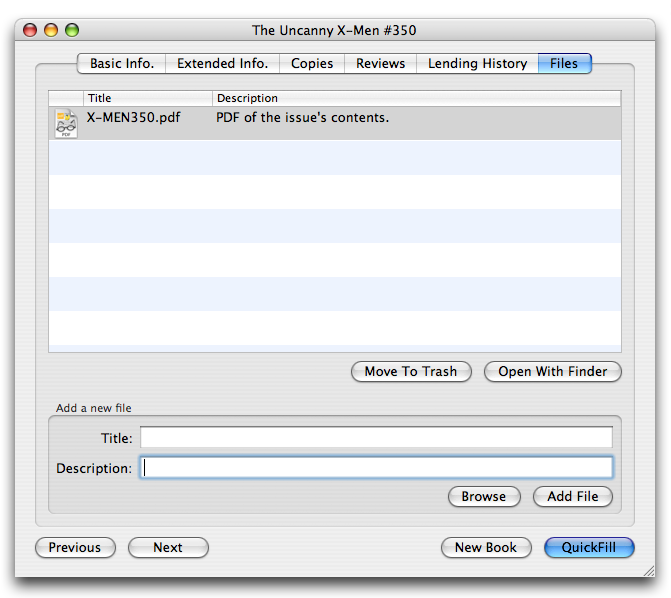 The Uncanny X-Men #350
Basic Info. Extended Info. Copies Reviews Lending History Files
Title Description
X-MEN350.pdf PDF of the issue's contents.
PDF
Move To Trash Open With Finder
Add a new file
Title:
Description:
Browse Add File
Previous Next New Book QuickFill